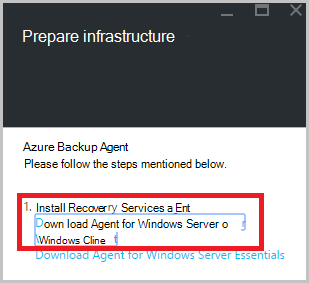 Prepare infrastructure
Azure Backup Agent
Please follow the steps mentioned below.
1. Install Recovery Services a Ent
Down load Agent for Windows Server o r
Windows Cline t
Download Agent for Windows Server Essentials